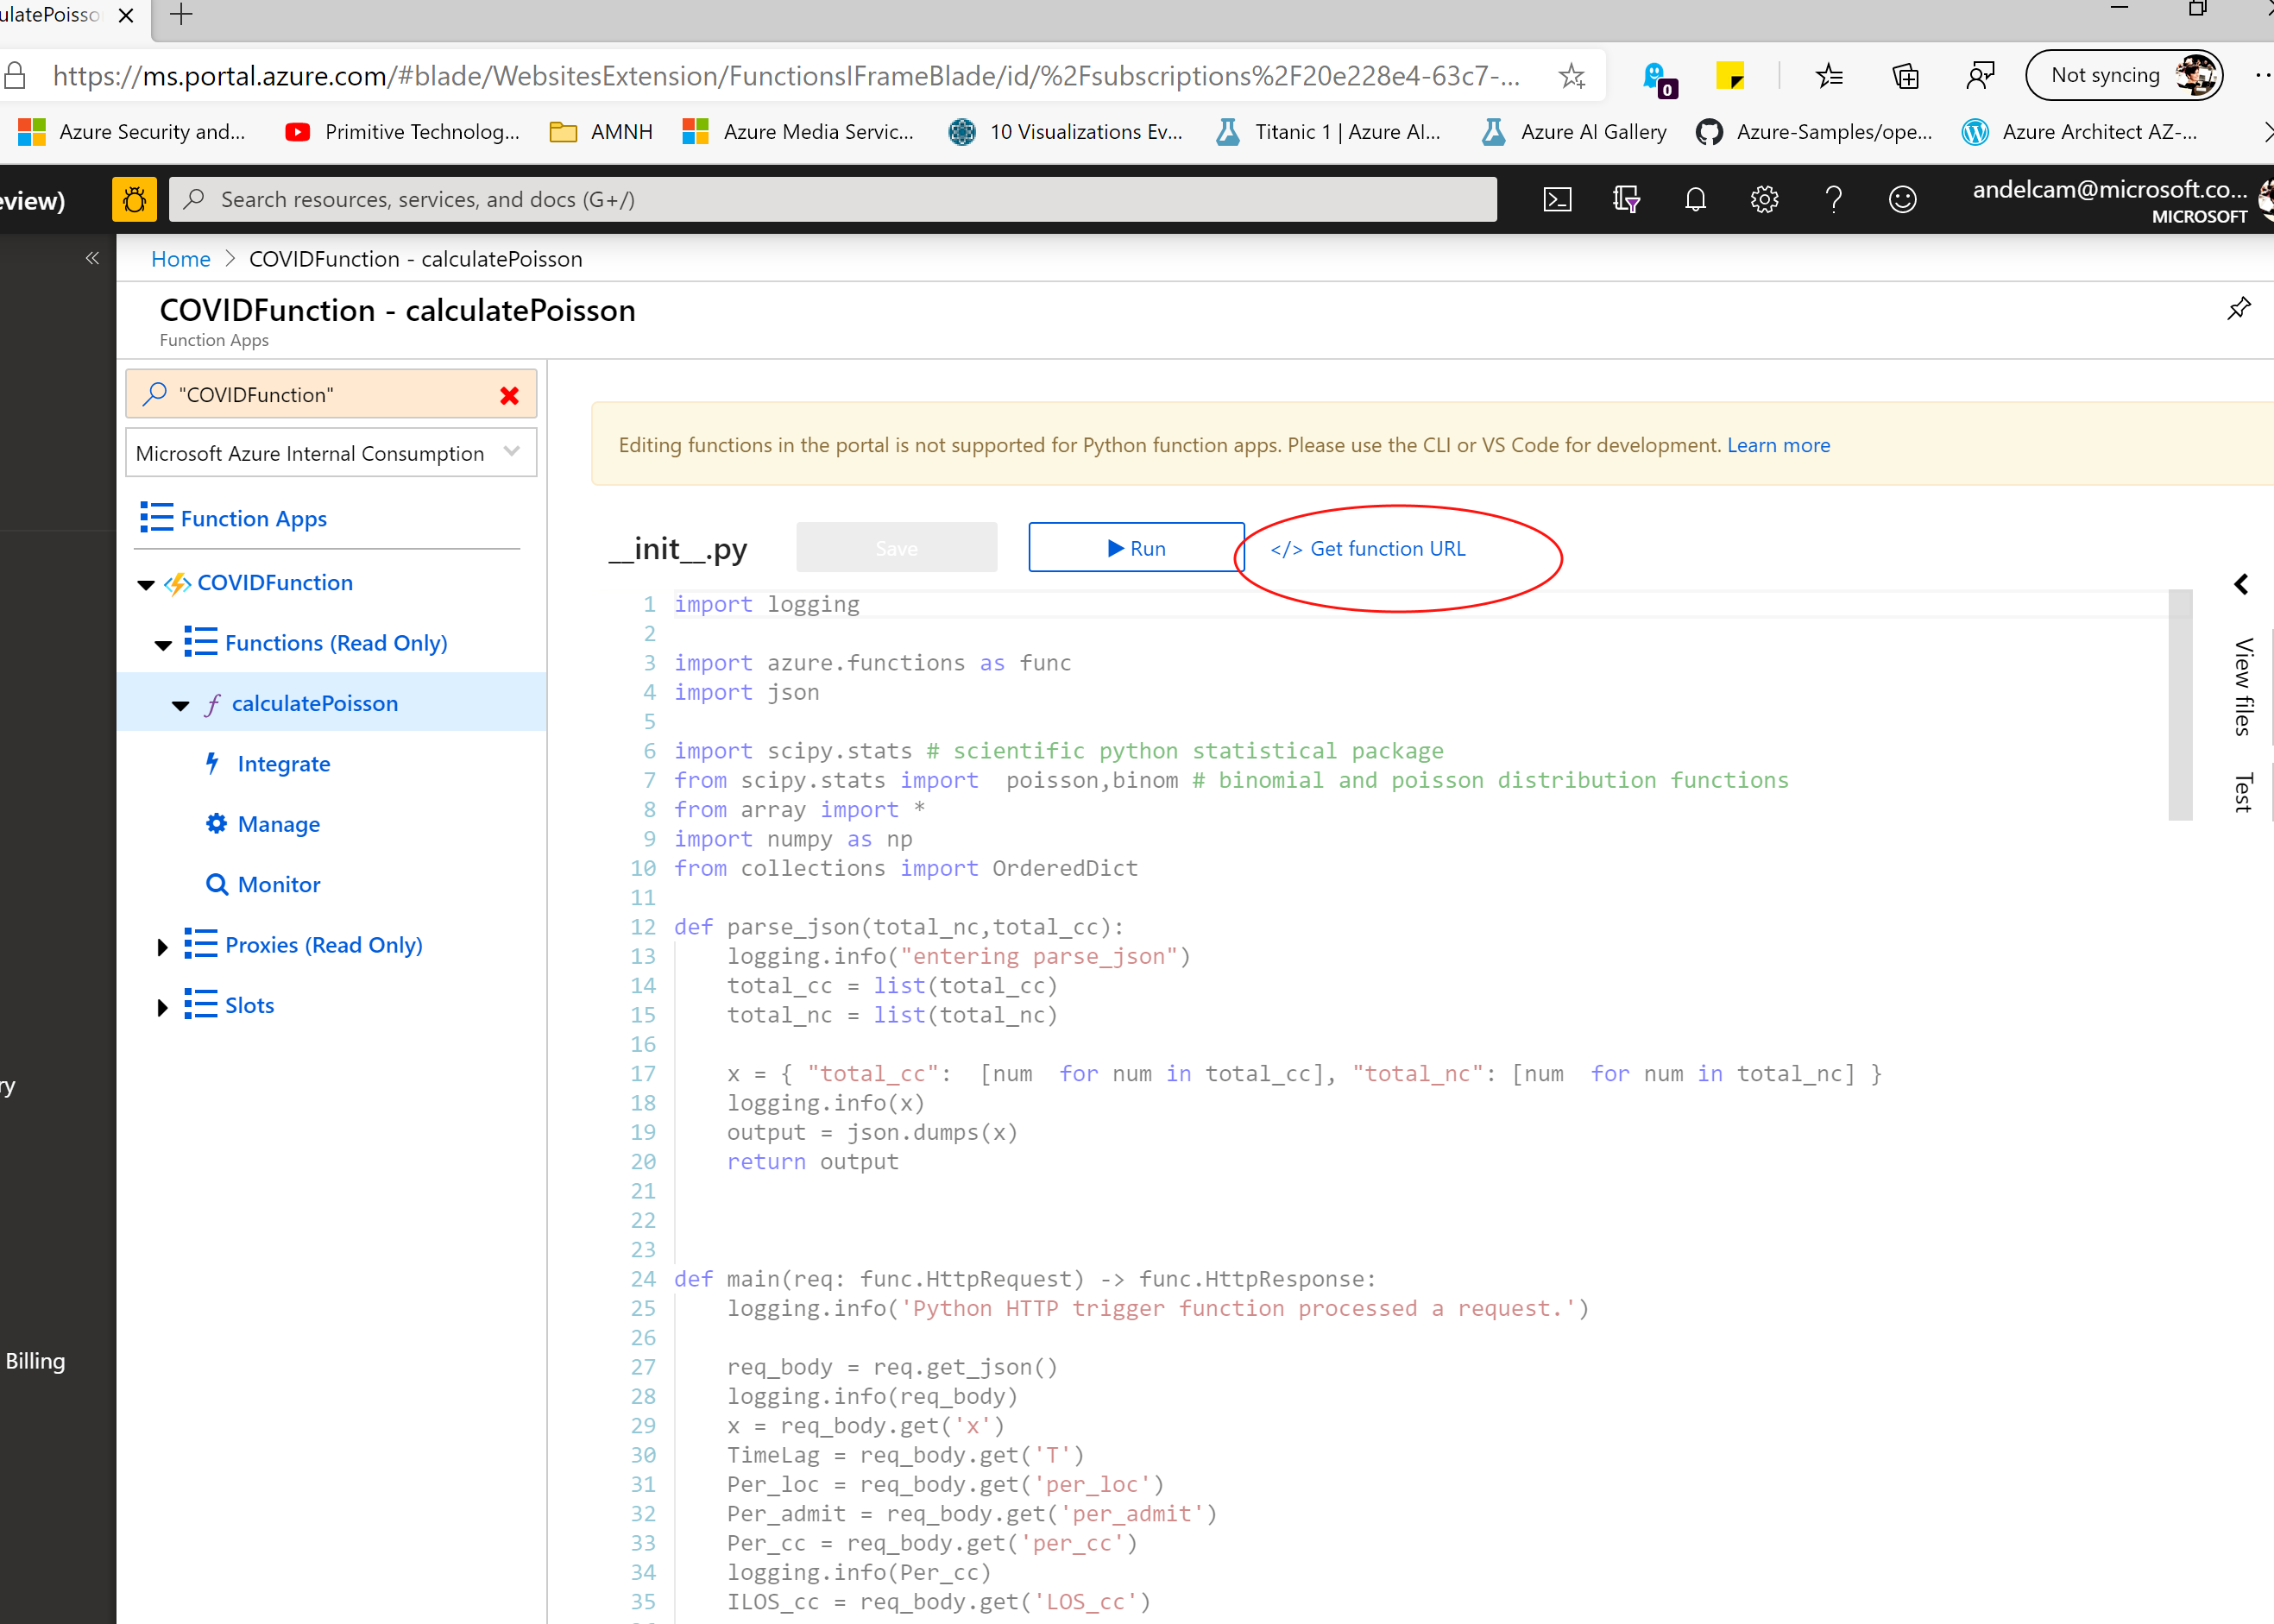 ulatePoisso
https://ms.portal.azure.com/#blade/WebsitesExtension/FunctionsIFrameBlade/id/%2Fsubscriptions%2F20e228e4-63c7-...
0
Not syncing
Azure Security and...
Primitive Technolog...
AMNH
Azure Media Servic...
10 Visualizations Ev...
Titanic 1 | Azure AI...
Azure AI Gallery
Azure-Samples/ope...
Azure Architect AZ-...
eview)
Search resources, services, and docs (G+/)
andelcam@microsoft.co...
MICROSOFT
Home > COVIDFunction - calculatePoisson
COVIDFunction - calculatePoisson
Function Apps
"COVIDFunction"
Microsoft Azure Internal Consumption
Function Apps
COVIDFunction
Functions (Read Only)
calculatePoisson
Integrate
Manage
Monitor
Proxies (Read Only)
Slots
ry
Billing
Editing functions in the portal is not supported for Python function apps. Please use the CLI or VS Code for development. Learn more
__init__.py
Save
Run
</> Get function URL
View files
Test
1 import logging
2
3 import azure.functions as func
4 import json
5
6 import scipy.stats # scientific python statistical package
7 from scipy.stats import  poisson,binom # binomial and poisson distribution functions
8 from array import *
9 import numpy as np
10 from collections import OrderedDict
11
12 def parse_json(total_nc,total_cc):
13     logging.info("entering parse_json")
14     total_cc = list(total_cc)
15     total_nc = list(total_nc)
16
17     x = { "total_cc":  [num  for num in total_cc], "total_nc": [num  for num in total_nc] }
18     logging.info(x)
19     output = json.dumps(x)
20     return output
21
22
23
24 def main(req: func.HttpRequest) -> func.HttpResponse:
25     logging.info('Python HTTP trigger function processed a request.')
26
27     req_body = req.get_json()
28     logging.info(req_body)
29     x = req_body.get('x')
30     TimeLag = req_body.get('T')
31     Per_loc = req_body.get('per_loc')
32     Per_admit = req_body.get('per_admit')
33     Per_cc = req_body.get('per_cc')
34     logging.info(Per_cc)
35     ILOS_cc = req_body.get('LOS_cc')